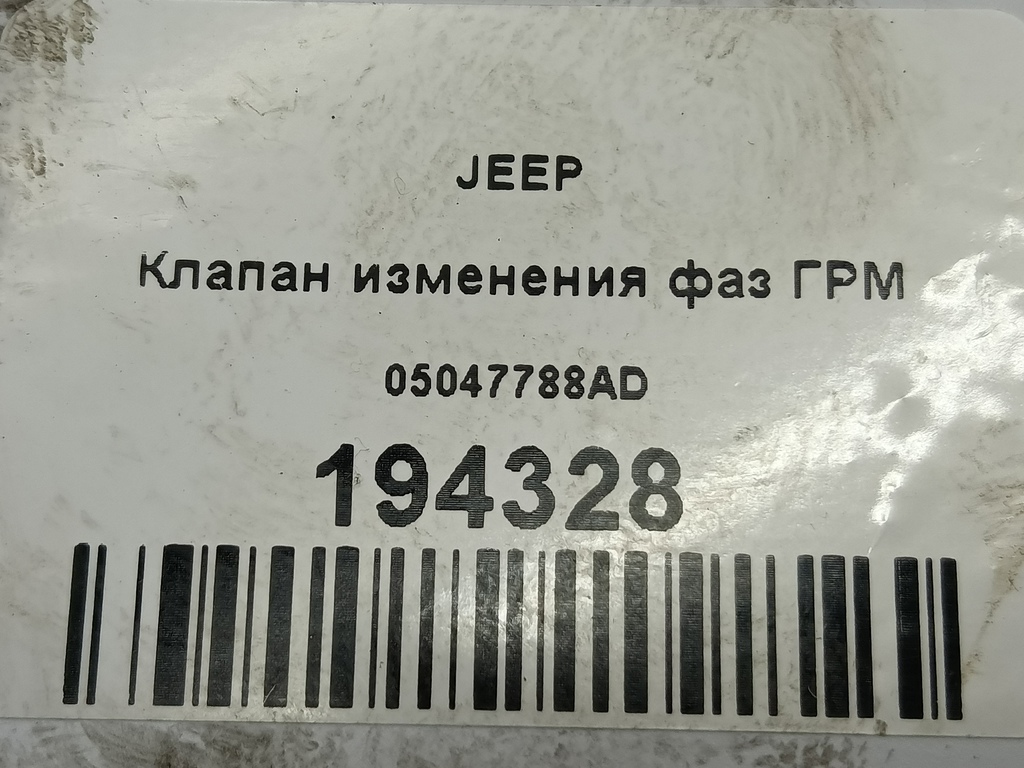 JEEP
Клапан изменения фаз ГРМ
05047788AD
194328